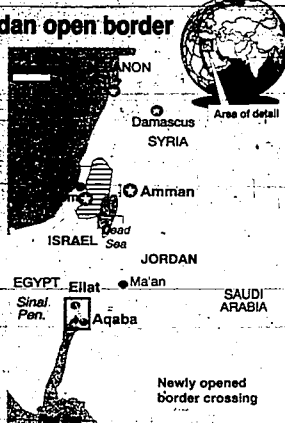 dan open border
ANON
Area of detail
Damascus
SYRIA
Amman
Dead
Sea
ISRAEL
JORDAN
EGYPT
Eilat
Ma'an
Sinai
Pen.
SAUDI
ARABIA
Aqaba
Newly opened
border crossing